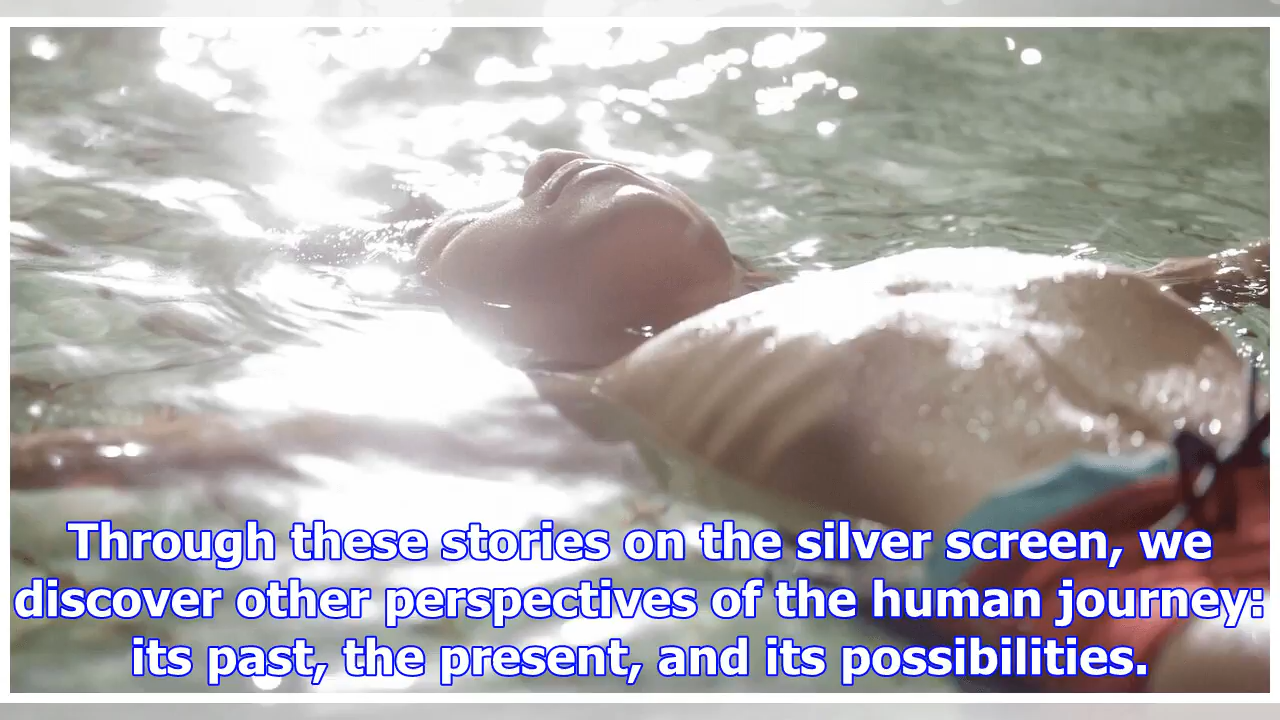 Through these stories on the silver screen, we
discover other perspectives of the human journey:
its past, the present, and its possibilities.